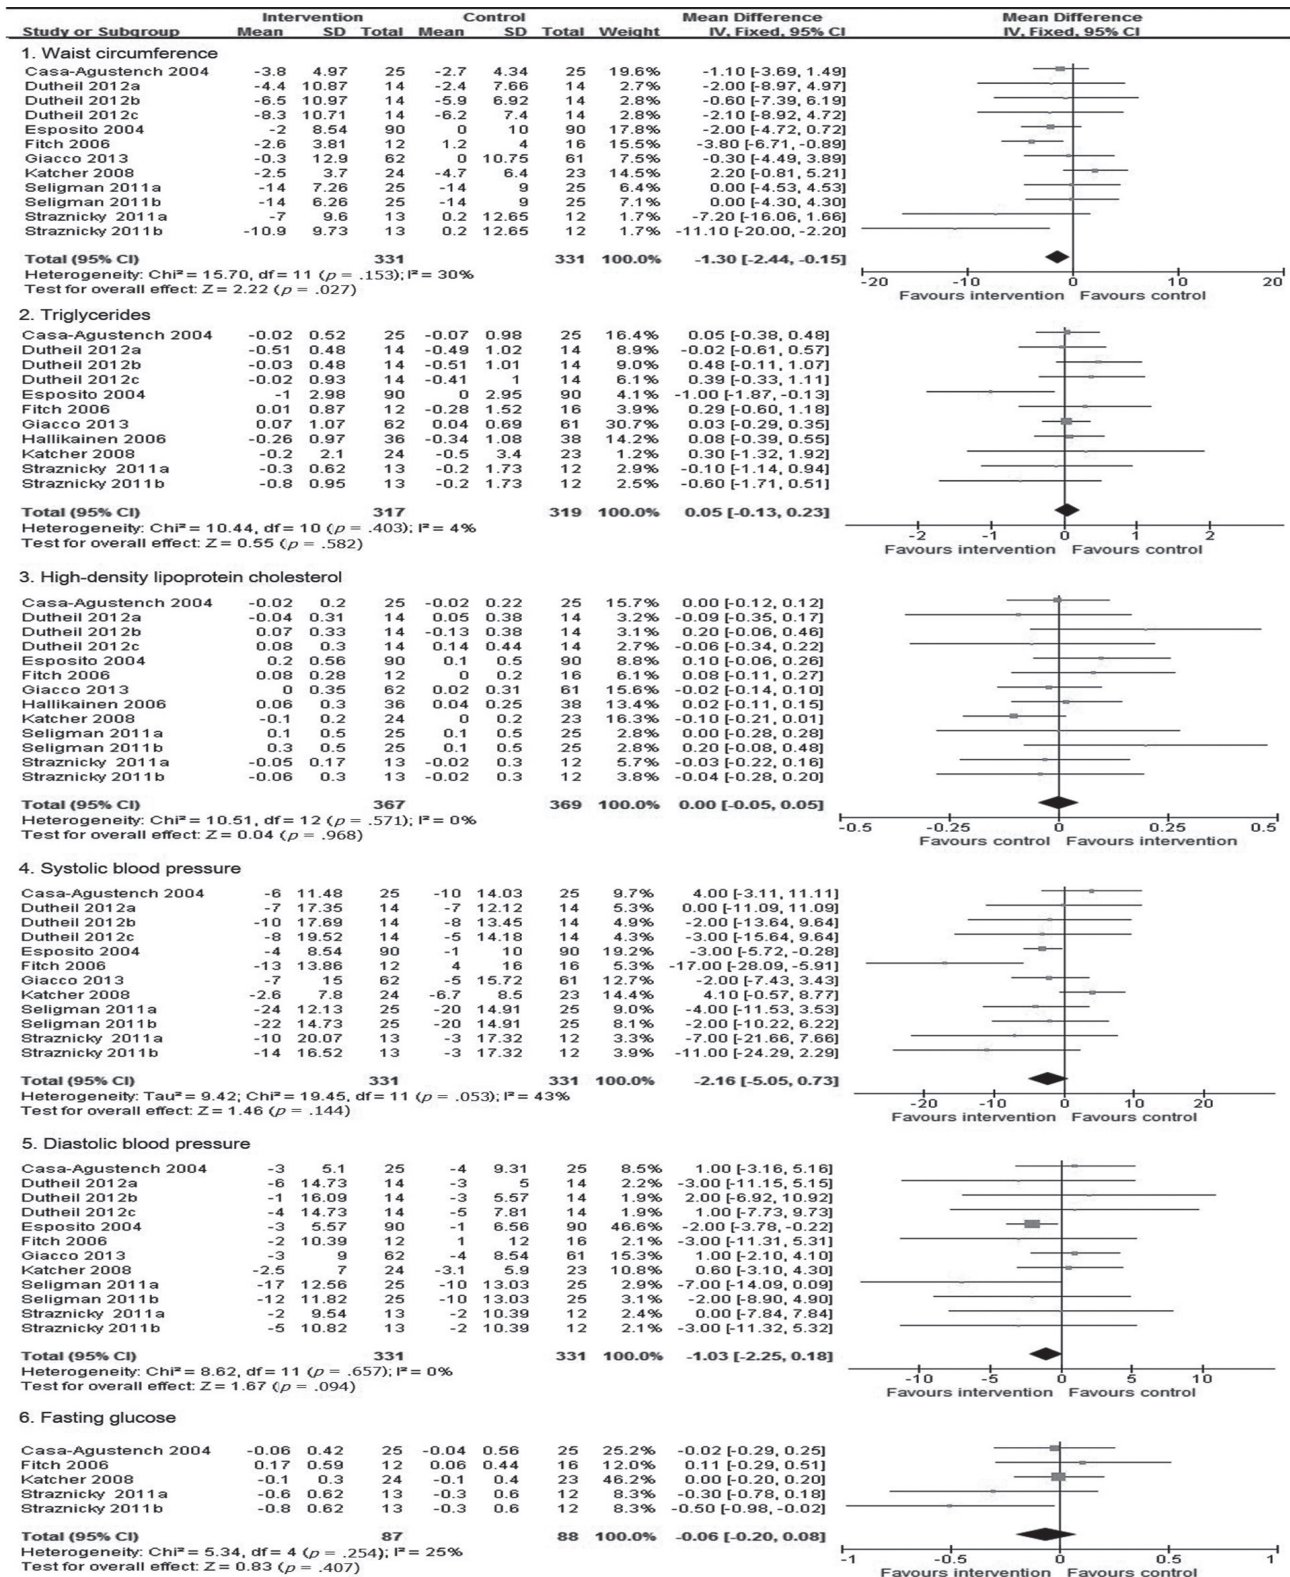 Intervention Control Mean Difference Mean Difference
Study or Subgroup Mean SD Total Mean SD Total Weight IV, Fixed, 95% CI IV, Fixed, 95% CI
1. Waist circumference
Casa-Agustench 2004 -3.8 4.97 25 -2.7 4.34 25 19.6% -1.10 [-3.69, 1.49]
Dutheil 2012a -4.4 10.87 14 -2.4 7.66 14 2.7% -2.00 [-8.97, 4.97]
Dutheil 2012b -6.5 10.97 14 -5.9 6.92 14 2.8% -0.60 [-7.39, 6.19]
Dutheil 2012c -8.3 10.71 14 -6.2 7.4 14 2.8% -2.10 [-8.92, 4.72]
Esposito 2004 -2 8.54 90 0 10 90 17.8% -2.00 [-4.72, 0.72]
Fitch 2006 -2.6 3.81 12 1.2 4 16 15.5% -3.80 [-6.71, -0.89]
Giacco 2013 -0.3 12.9 62 0 10.75 61 7.5% -0.30 [-4.49, 3.89]
Katcher 2008 -2.5 3.7 24 -4.7 6.4 23 14.5% 2.20 [-0.81, 5.21]
Seligman 2011a -14 7.26 25 -14 9 25 6.4% 0.00 [-4.53, 4.53]
Seligman 2011b -14 6.26 25 -14 9 25 7.1% 0.00 [-4.30, 4.30]
Straznicky 2011a -7 9.6 13 0.2 12.65 12 1.7% -7.20 [-16.06, 1.66]
Straznicky 2011b -10.9 9.73 13 0.2 12.65 12 1.7% -11.10 [-20.00, -2.20]
Total (95% CI) 331 331 100.0% -1.30 [-2.44, -0.15]
Heterogeneity: Chi² = 15.70, df = 11 (p = .153); I² = 30%
Test for overall effect: Z = 2.22 (p = .027)
-20 -10 0 10 20
Favours intervention Favours control
2. Triglycerides
Casa-Agustench 2004 -0.02 0.52 25 -0.07 0.98 25 16.4% 0.05 [-0.38, 0.48]
Dutheil 2012a -0.51 0.48 14 -0.49 1.02 14 8.9% -0.02 [-0.61, 0.57]
Dutheil 2012b -0.03 0.48 14 -0.51 1.01 14 9.0% 0.48 [-0.11, 1.07]
Dutheil 2012c -0.02 0.93 14 -0.41 1 14 6.1% 0.39 [-0.33, 1.11]
Esposito 2004 -1 2.98 90 0 2.95 90 4.1% -1.00 [-1.87, -0.13]
Fitch 2006 0.01 0.87 12 -0.28 1.52 16 3.9% 0.29 [-0.60, 1.18]
Giacco 2013 0.07 1.07 62 0.04 0.69 61 30.7% 0.03 [-0.29, 0.35]
Hallikainen 2006 -0.26 0.97 36 -0.34 1.08 38 14.2% 0.08 [-0.39, 0.55]
Katcher 2008 -0.2 2.1 24 -0.5 3.4 23 1.2% 0.30 [-1.32, 1.92]
Straznicky 2011a -0.3 0.62 13 -0.2 1.73 12 2.9% -0.10 [-1.14, 0.94]
Straznicky 2011b -0.8 0.95 13 -0.2 1.73 12 2.5% -0.60 [-1.71, 0.51]
Total (95% CI) 317 319 100.0% 0.05 [-0.13, 0.23]
Heterogeneity: Chi² = 10.44, df = 10 (p = .403); I² = 4%
Test for overall effect: Z = 0.55 (p = .582)
-2 -1 0 1 2
Favours intervention Favours control
3. High-density lipoprotein cholesterol
Casa-Agustench 2004 -0.02 0.2 25 -0.02 0.22 25 15.7% 0.00 [-0.12, 0.12]
Dutheil 2012a -0.04 0.31 14 0.05 0.38 14 3.2% -0.09 [-0.35, 0.17]
Dutheil 2012b 0.07 0.33 14 -0.13 0.38 14 3.1% 0.20 [-0.06, 0.46]
Dutheil 2012c 0.08 0.3 14 0.14 0.44 14 2.7% -0.06 [-0.34, 0.22]
Esposito 2004 0.2 0.56 90 0.1 0.5 90 8.8% 0.10 [-0.06, 0.26]
Fitch 2006 0.08 0.28 12 0 0.2 16 6.1% 0.08 [-0.11, 0.27]
Giacco 2013 0 0.35 62 0.02 0.31 61 15.6% -0.02 [-0.14, 0.10]
Hallikainen 2006 0.06 0.3 36 0.04 0.25 38 13.4% 0.02 [-0.11, 0.15]
Katcher 2008 -0.1 0.2 24 0 0.2 23 16.3% -0.10 [-0.21, 0.01]
Seligman 2011a 0.1 0.5 25 0.1 0.5 25 2.8% 0.00 [-0.28, 0.28]
Seligman 2011b 0.3 0.5 25 0.1 0.5 25 2.8% 0.20 [-0.08, 0.48]
Straznicky 2011a -0.05 0.17 13 -0.02 0.3 12 5.7% -0.03 [-0.22, 0.16]
Straznicky 2011b -0.06 0.3 13 -0.02 0.3 12 3.8% -0.04 [-0.28, 0.20]
Total (95% CI) 367 369 100.0% 0.00 [-0.05, 0.05]
Heterogeneity: Chi² = 10.51, df = 12 (p = .571); I² = 0%
Test for overall effect: Z = 0.04 (p = .968)
-0.5 -0.25 0 0.25 0.5
Favours control Favours intervention
4. Systolic blood pressure
Casa-Agustench 2004 -6 11.48 25 -10 14.03 25 9.7% 4.00 [-3.11, 11.11]
Dutheil 2012a -7 17.35 14 -7 12.12 14 5.3% 0.00 [-11.09, 11.09]
Dutheil 2012b -10 17.69 14 -8 13.45 14 4.9% -2.00 [-13.64, 9.64]
Dutheil 2012c -8 19.52 14 -5 14.18 14 4.3% -3.00 [-15.64, 9.64]
Esposito 2004 -4 8.54 90 -1 10 90 19.2% -3.00 [-5.72, -0.28]
Fitch 2006 -13 13.86 12 4 16 16 5.3% -17.00 [-28.09, -5.91]
Giacco 2013 -7 15 62 -5 15.72 61 12.7% -2.00 [-7.43, 3.43]
Katcher 2008 -2.6 7.8 24 -6.7 8.5 23 14.4% 4.10 [-0.57, 8.77]
Seligman 2011a -24 12.13 25 -20 14.91 25 9.0% -4.00 [-11.53, 3.53]
Seligman 2011b -22 14.73 25 -20 14.91 25 8.1% -2.00 [-10.22, 6.22]
Straznicky 2011a -10 20.07 13 -3 17.32 12 3.3% -7.00 [-21.66, 7.66]
Straznicky 2011b -14 16.52 13 -3 17.32 12 3.9% -11.00 [-24.29, 2.29]
Total (95% CI) 331 331 100.0% -2.16 [-5.05, 0.73]
Heterogeneity: Tau² = 9.42; Chi² = 19.45, df = 11 (p = .053); I² = 43%
Test for overall effect: Z = 1.46 (p = .144)
-20 -10 0 10 20
Favours intervention Favours control
5. Diastolic blood pressure
Casa-Agustench 2004 -3 5.1 25 -4 9.31 25 8.5% 1.00 [-3.16, 5.16]
Dutheil 2012a -6 14.73 14 -3 5 14 2.2% -3.00 [-11.15, 5.15]
Dutheil 2012b -1 16.09 14 -3 5.57 14 1.9% 2.00 [-6.92, 10.92]
Dutheil 2012c -4 14.73 14 -5 7.81 14 1.9% 1.00 [-7.73, 9.73]
Esposito 2004 -3 5.57 90 -1 6.56 90 46.6% -2.00 [-3.78, -0.22]
Fitch 2006 -2 10.39 12 1 12 16 2.1% -3.00 [-11.31, 5.31]
Giacco 2013 -3 9 62 -4 8.54 61 15.3% 1.00 [-2.10, 4.10]
Katcher 2008 -2.5 7 24 -3.1 5.9 23 10.8% 0.60 [-3.10, 4.30]
Seligman 2011a -17 12.56 25 -10 13.03 25 2.9% -7.00 [-14.09, 0.09]
Seligman 2011b -12 11.82 25 -10 13.03 25 3.1% -2.00 [-8.90, 4.90]
Straznicky 2011a -2 9.54 13 -2 10.39 12 2.4% 0.00 [-7.84, 7.84]
Straznicky 2011b -5 10.82 13 -2 10.39 12 2.1% -3.00 [-11.32, 5.32]
Total (95% CI) 331 331 100.0% -1.03 [-2.25, 0.18]
Heterogeneity: Chi² = 8.62, df = 11 (p = .657); I² = 0%
Test for overall effect: Z = 1.67 (p = .094)
-10 -5 0 5 10
Favours intervention Favours control
6. Fasting glucose
Casa-Agustench 2004 -0.06 0.42 25 -0.04 0.56 25 25.2% -0.02 [-0.29, 0.25]
Fitch 2006 0.17 0.59 12 0.06 0.44 16 12.0% 0.11 [-0.29, 0.51]
Katcher 2008 -0.1 0.3 24 -0.1 0.4 23 46.2% 0.00 [-0.20, 0.20]
Straznicky 2011a -0.6 0.62 13 -0.3 0.6 12 8.3% -0.30 [-0.78, 0.18]
Straznicky 2011b -0.8 0.62 13 -0.3 0.6 12 8.3% -0.50 [-0.98, -0.02]
Total (95% CI) 87 88 100.0% -0.06 [-0.20, 0.08]
Heterogeneity: Chi² = 5.34, df = 4 (p = .254); I² = 25%
Test for overall effect: Z = 0.83 (p = .407)
-1 -0.5 0 0.5 1
Favours intervention Favours control